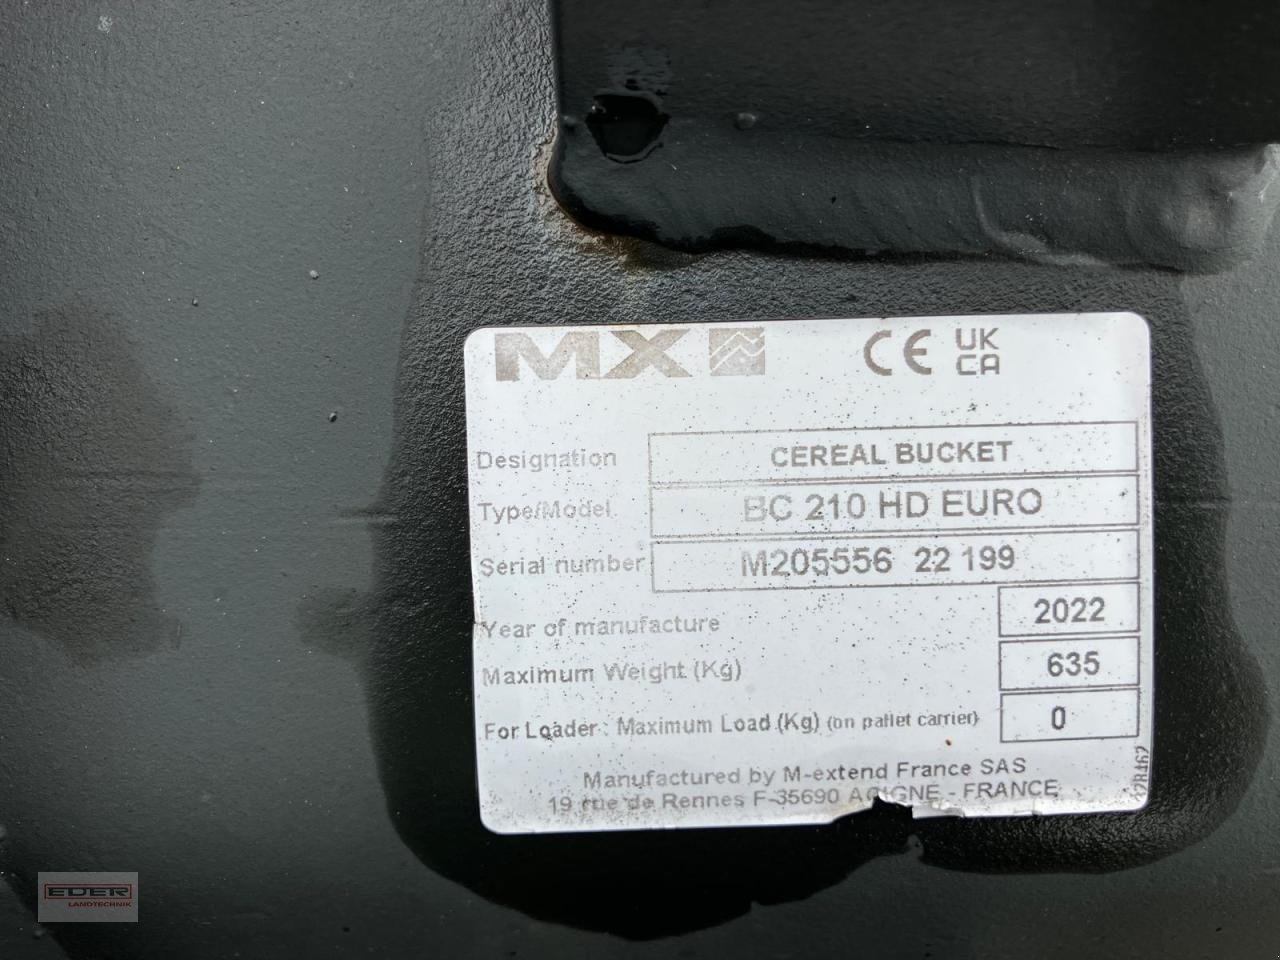 MX CE UK
CA
Designation CEREAL BUCKET
Type/Model BC 210 HD EURO
Serial number M205556 22 199
Year of manufacture 2022
Maximum Weight (Kg) 635
For Loader : Maximum Load (Kg) (on pallet carrier) 0
Manufactured by M-extend France SAS
19 rue de Rennes F-35690 ACIGNE - FRANCE
EDER
LANDTECHNIK